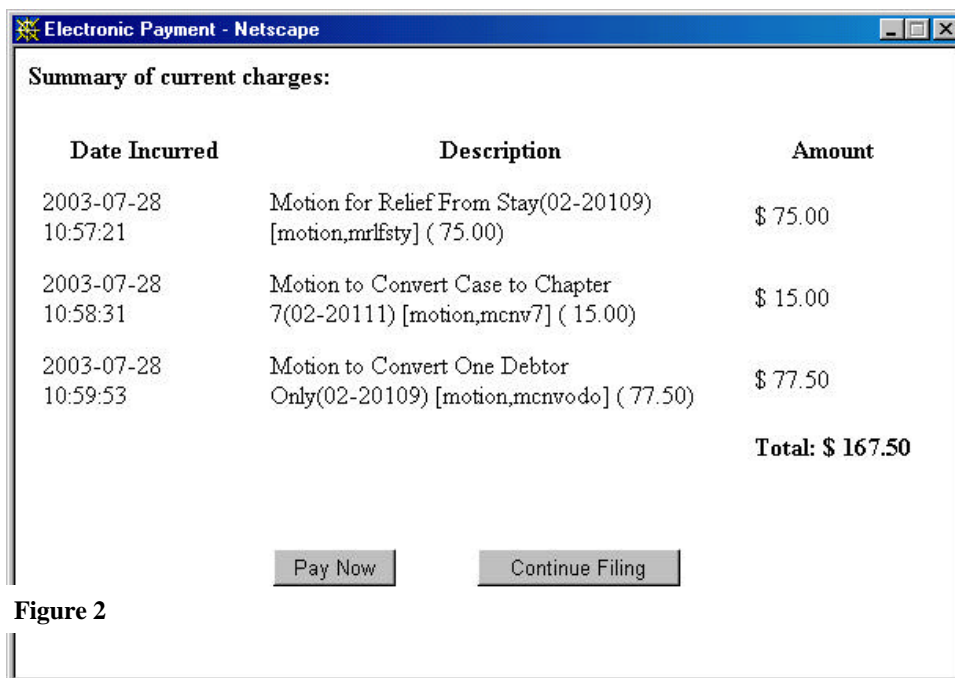 Electronic Payment - Netscape
Summary of current charges:
Date Incurred Description Amount
2003-07-28 Motion for Relief From Stay(02-20109)
10:57:21 [motion,mrlfsty] ( 75.00) $ 75.00
2003-07-28 Motion to Convert Case to Chapter
10:58:31 7(02-20111) [motion,mcnv7] ( 15.00) $ 15.00
2003-07-28 Motion to Convert One Debtor
10:59:53 Only(02-20109) [motion,mcnvodo] ( 77.50) $ 77.50
Total: $ 167.50
Pay Now Continue Filing
Figure 2